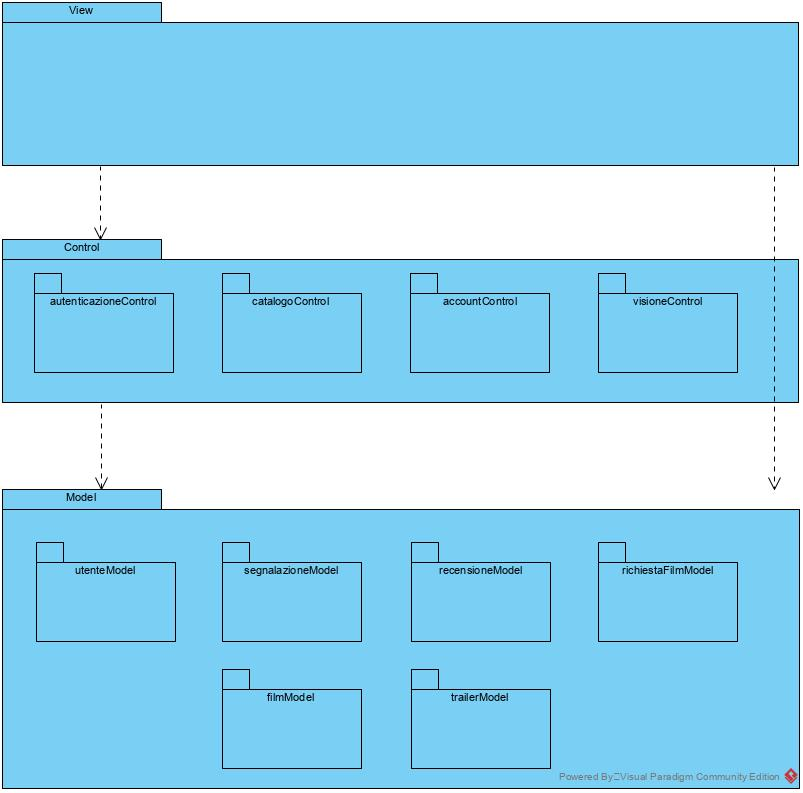 View
Control
autenticazioneControl
catalogoControl
accountControl
visioneControl
Model
utenteModel
segnalazioneModel
recensioneModel
richiestaFilmModel
filmModel
trailerModel
Powered By Visual Paradigm Community Edition